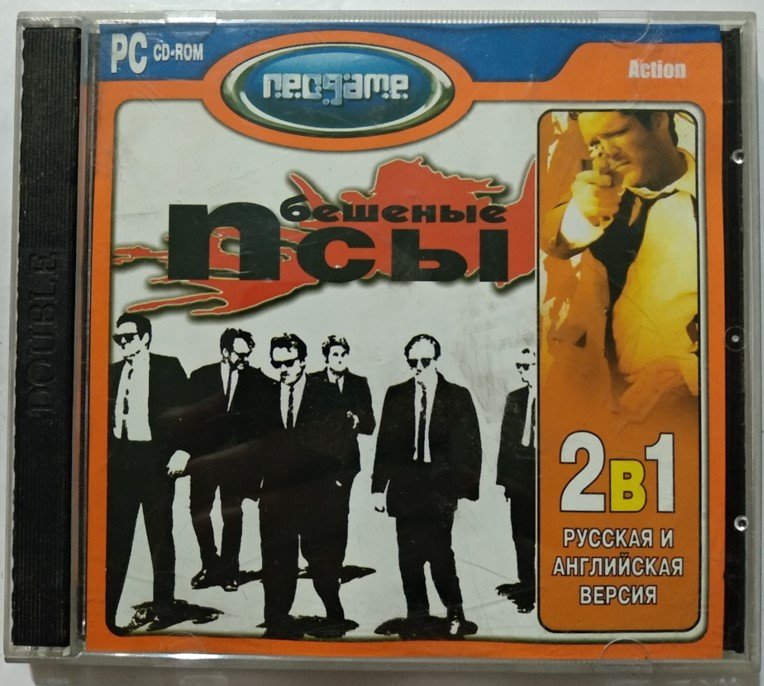 PC CD-ROM
neogame
Action
бешеные
псы
2в1
РУССКАЯ И
АНГЛИЙСКАЯ
ВЕРСИЯ
DOUBLE